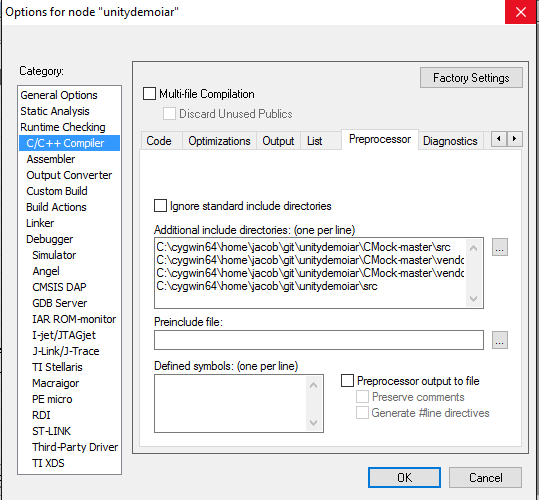 Options for node "unitydemoiar"
Category:
General Options
Static Analysis
Runtime Checking
C/C++ Compiler
Assembler
Output Converter
Custom Build
Build Actions
Linker
Debugger
Simulator
Angel
CMSIS DAP
GDB Server
IAR ROM-monitor
I-jet/JTAGjet
J-Link/J-Trace
TI Stellaris
Macraigor
PE micro
RDI
ST-LINK
Third-Party Driver
TI XDS
Factory Settings
Multi-file Compilation
Discard Unused Publics
Code Optimizations Output List Preprocessor Diagnostics
Ignore standard include directories
Additional include directories: (one per line)
C:\cygwin64\home\jacob\git\unitydemoiar\CMock-master\src
C:\cygwin64\home\jacob\git\unitydemoiar\CMock-master\vendo
C:\cygwin64\home\jacob\git\unitydemoiar\CMock-master\vendo
C:\cygwin64\home\jacob\git\unitydemoiar\src
...
Preinclude file:
...
Defined symbols: (one per line)
Preprocessor output to file
Preserve comments
Generate #line directives
OK Cancel